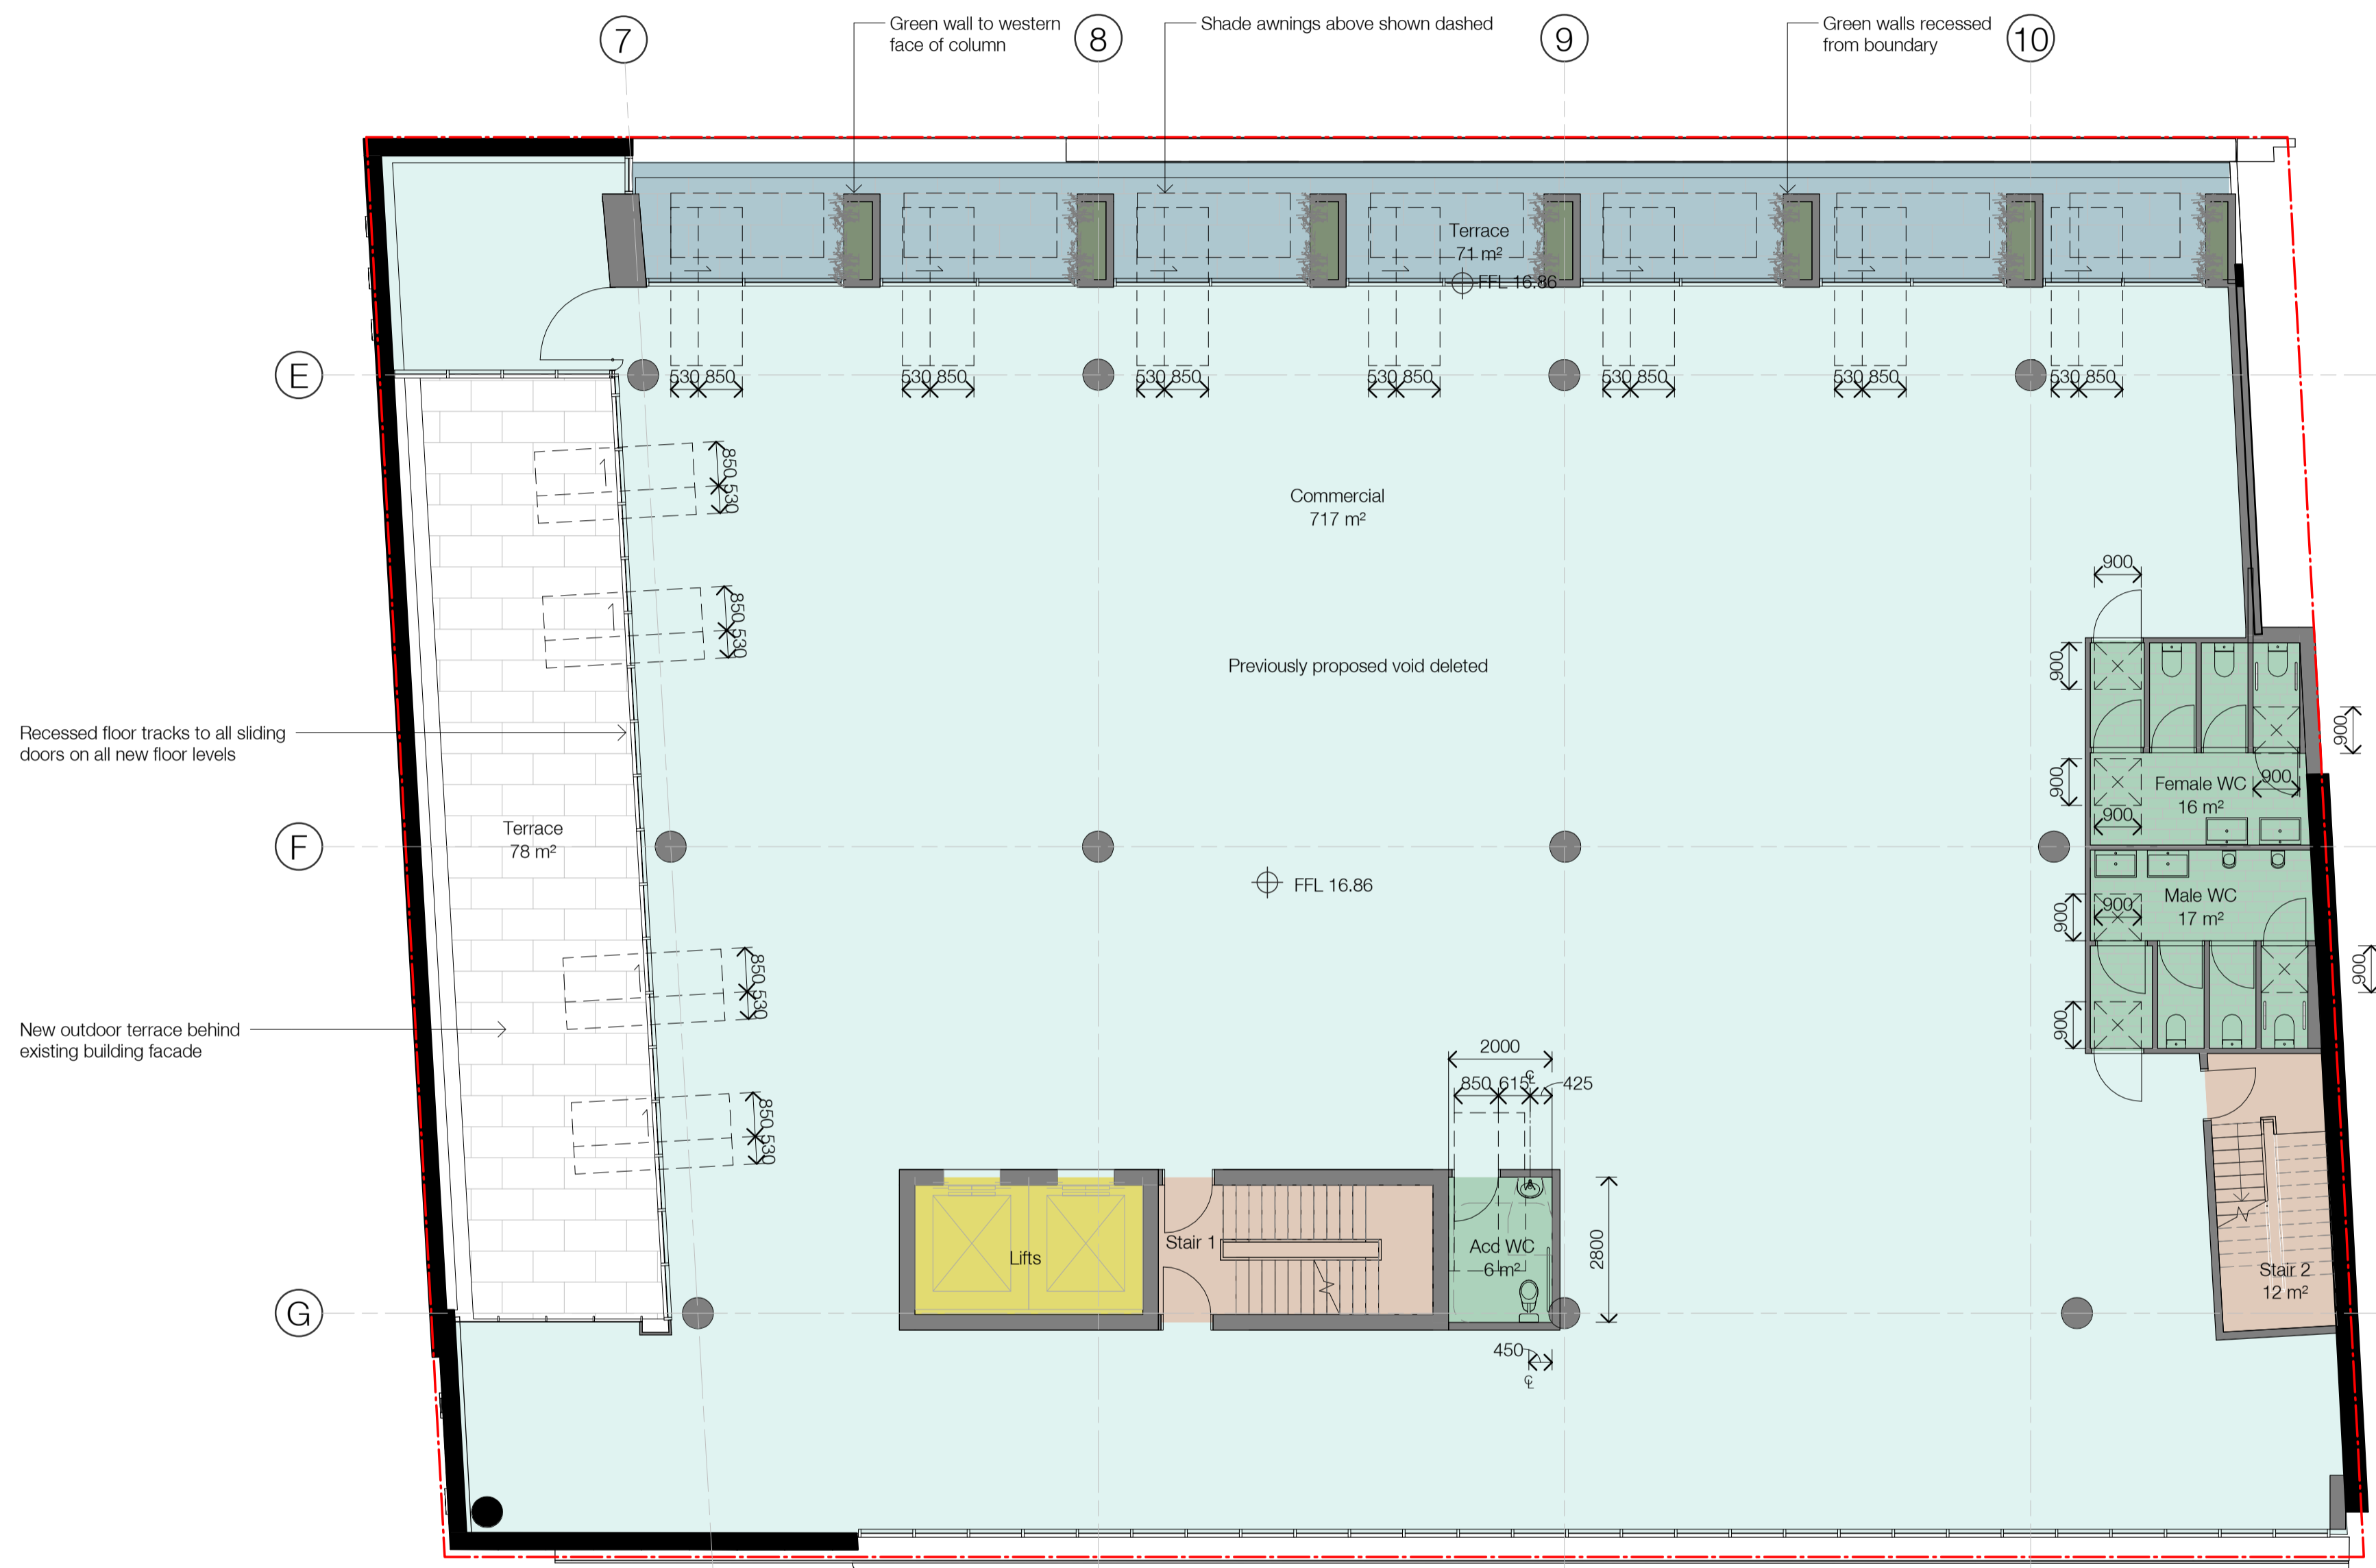 7
Green wall to western
face of column
8
Shade awnings above shown dashed
9
Green walls recessed
from boundary
10
Terrace
71 m²
FFL 16.86
E
530 850
530 850
530 850
530 850
530 850
530 850
530 850
850 530
Commercial
717 m²
850 530
900
Previously proposed void deleted
900
900
Recessed floor tracks to all sliding
doors on all new floor levels
900
900
Female WC
16 m²
900
Terrace
78 m²
F
FFL 16.86
Male WC
17 m²
900
900
900
850 530
New outdoor terrace behind
existing building facade
900
2000
850 615 ℄ 425
850 530
Stair 1
Lifts
Acc WC
6 m²
2800
Stair 2
12 m²
G
450
℄